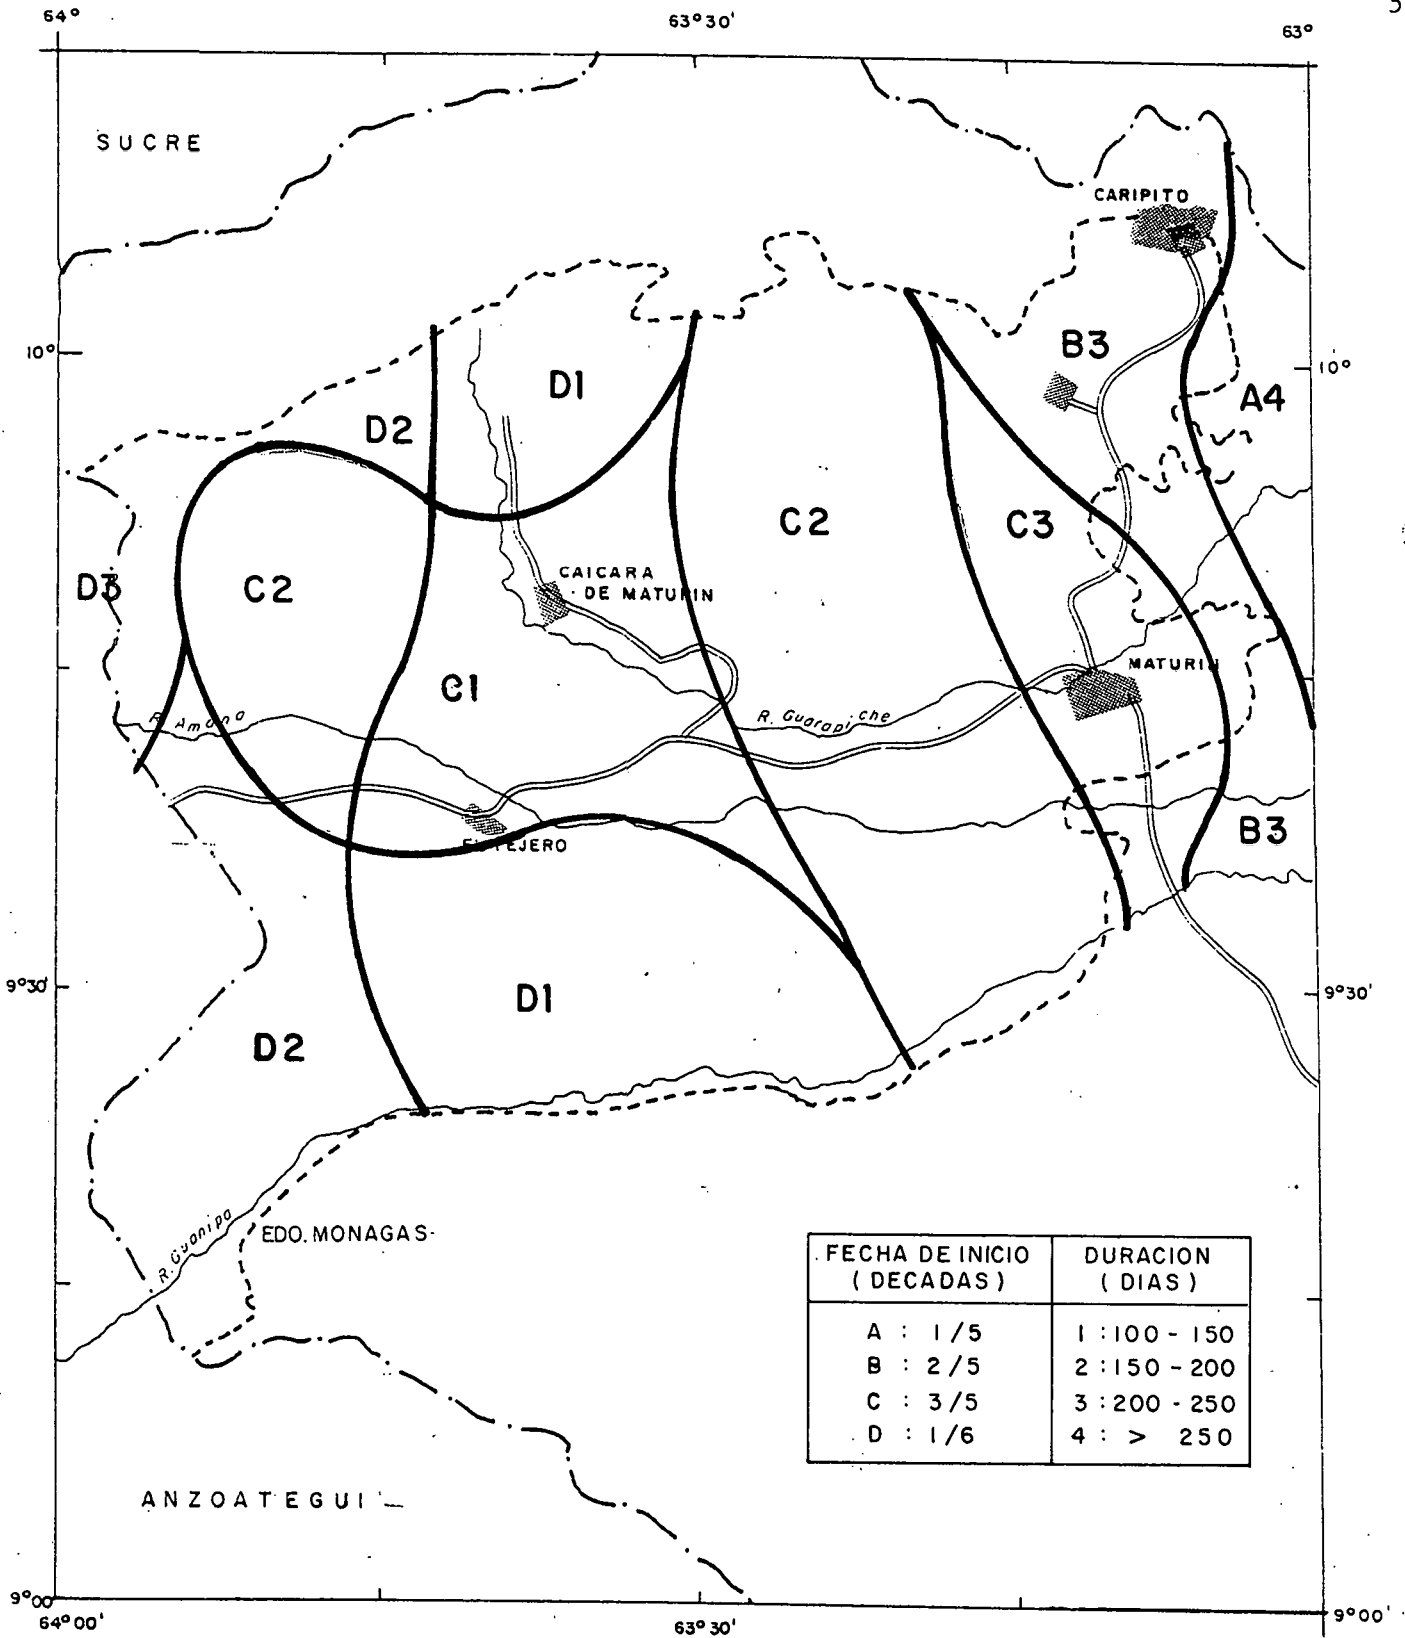 5
64°
63°30'
63°
SUCRE
CARIPITO
10°
B3
10°
D1
A4
D2
C2
C3
D3
C2
CAICARA
DE MATURIN
MATURIN
C1
R. Amana
R. Guarapiche
B3
EL TEJERO
9°30'
D1
9°30'
D2
R. Guanipa
EDO. MONAGAS
FECHA DE INICIO
(DECADAS)
DURACION
(DIAS)
A : 1/5
1 : 100 - 150
B : 2/5
2 : 150 - 200
C : 3/5
3 : 200 - 250
D : 1/6
4 : > 250
ANZOATEGUI
9°00'
64°00'
63°30'
9°00'